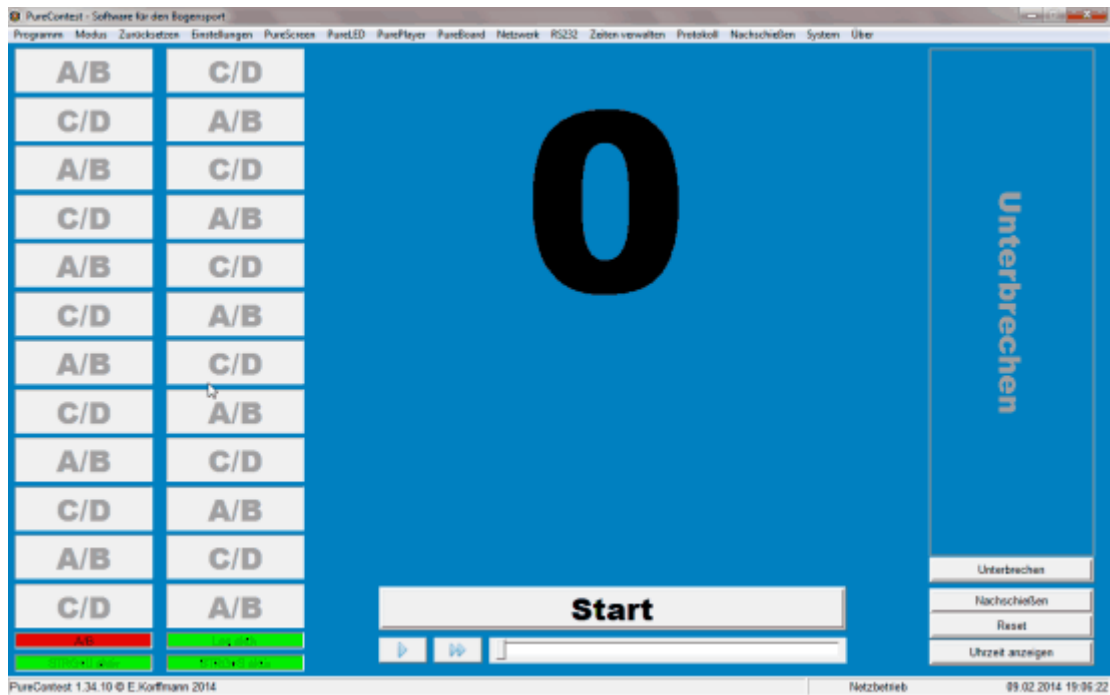 PureContest - Software für den Bogensport
Programm Modus Zurücksetzen Einstellungen PureScreen PureLED PurePlayer PureBoard Netzwerk RS232 Zeiten verwalten Protokoll Nachschießen System Über
A/B C/D
C/D A/B
A/B C/D
C/D A/B
A/B C/D
C/D A/B
A/B C/D
C/D A/B
A/B C/D
C/D A/B
A/B C/D
C/D A/B
0
Unterbrechen
Unterbrechen
Start
Nachschießen
Reset
Uhrzeit anzeigen
A/B
PureContest 1.34.10 © E.Korffmann 2014 Netzbetrieb 09.02.2014 19:06:22